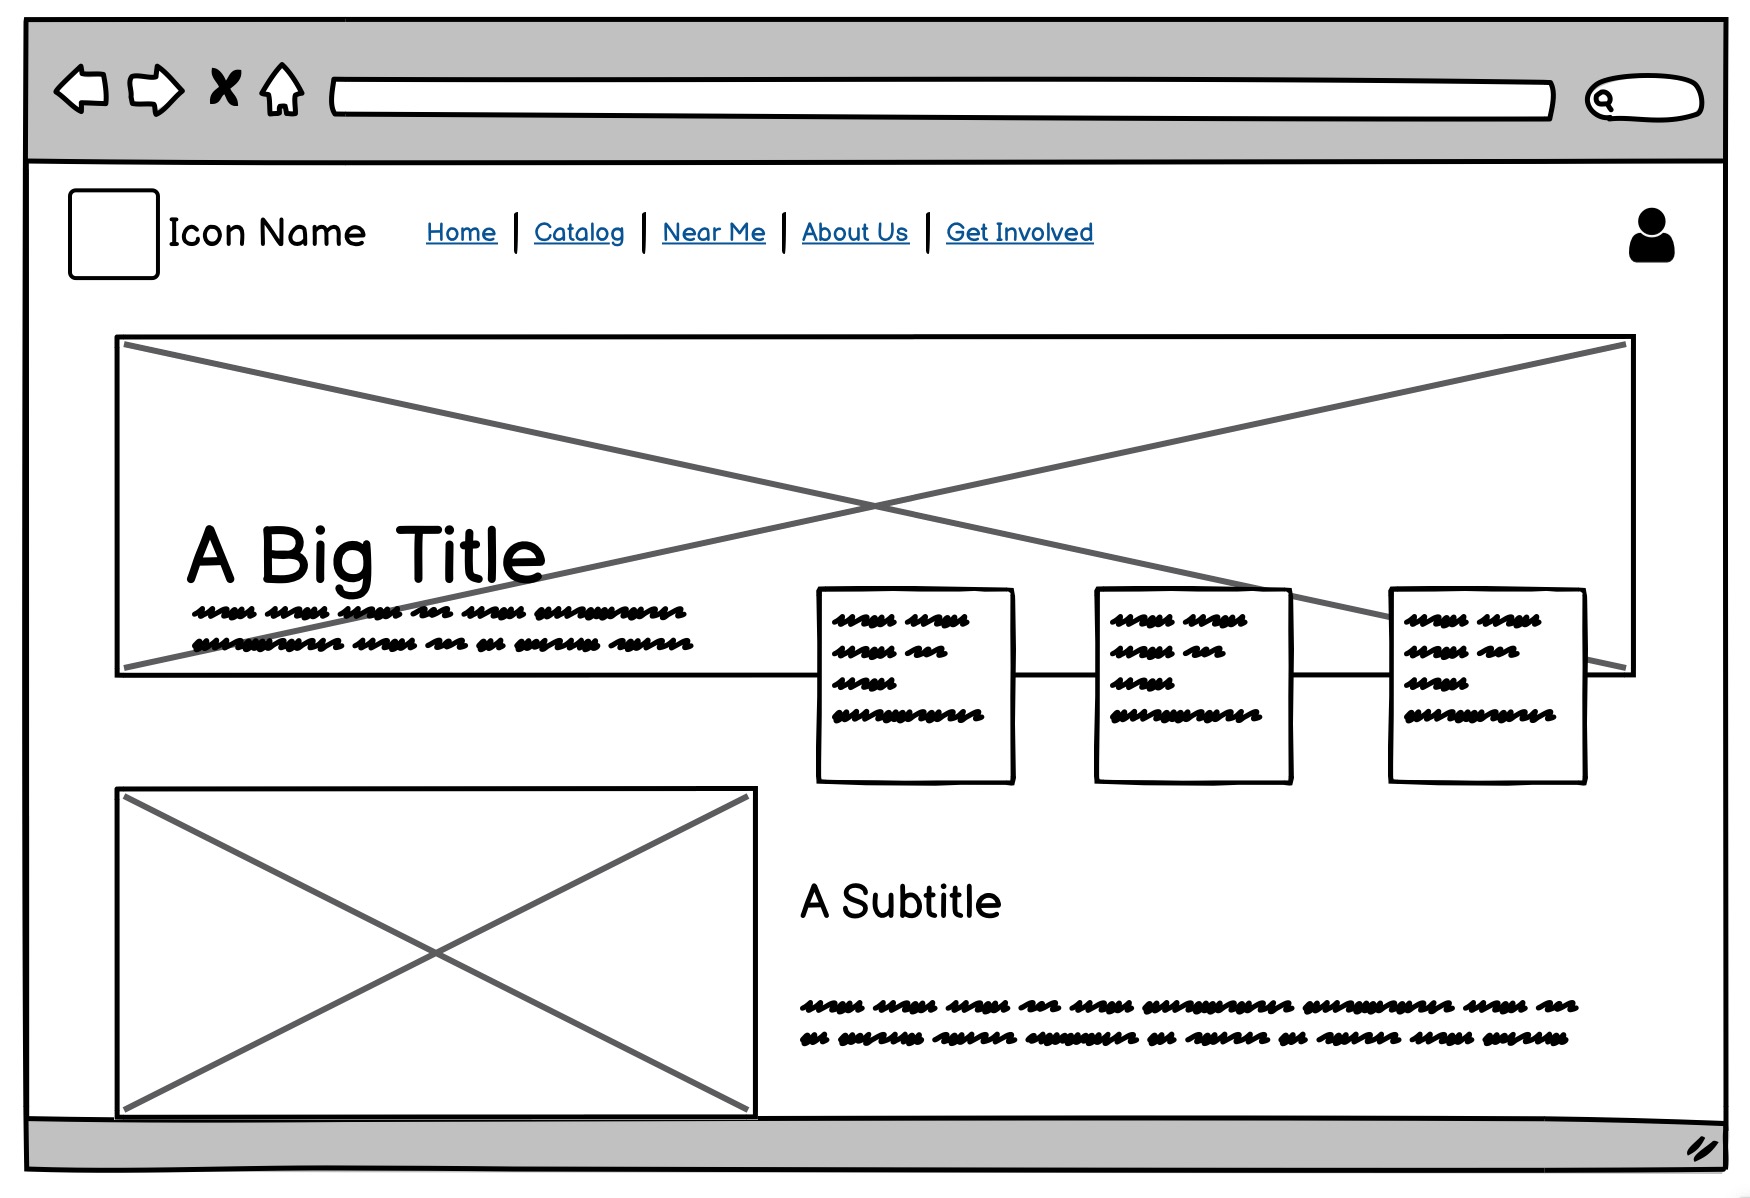 Icon Name
Home | Catalog | Near Me | About Us | Get Involved
A Big Title
A Subtitle